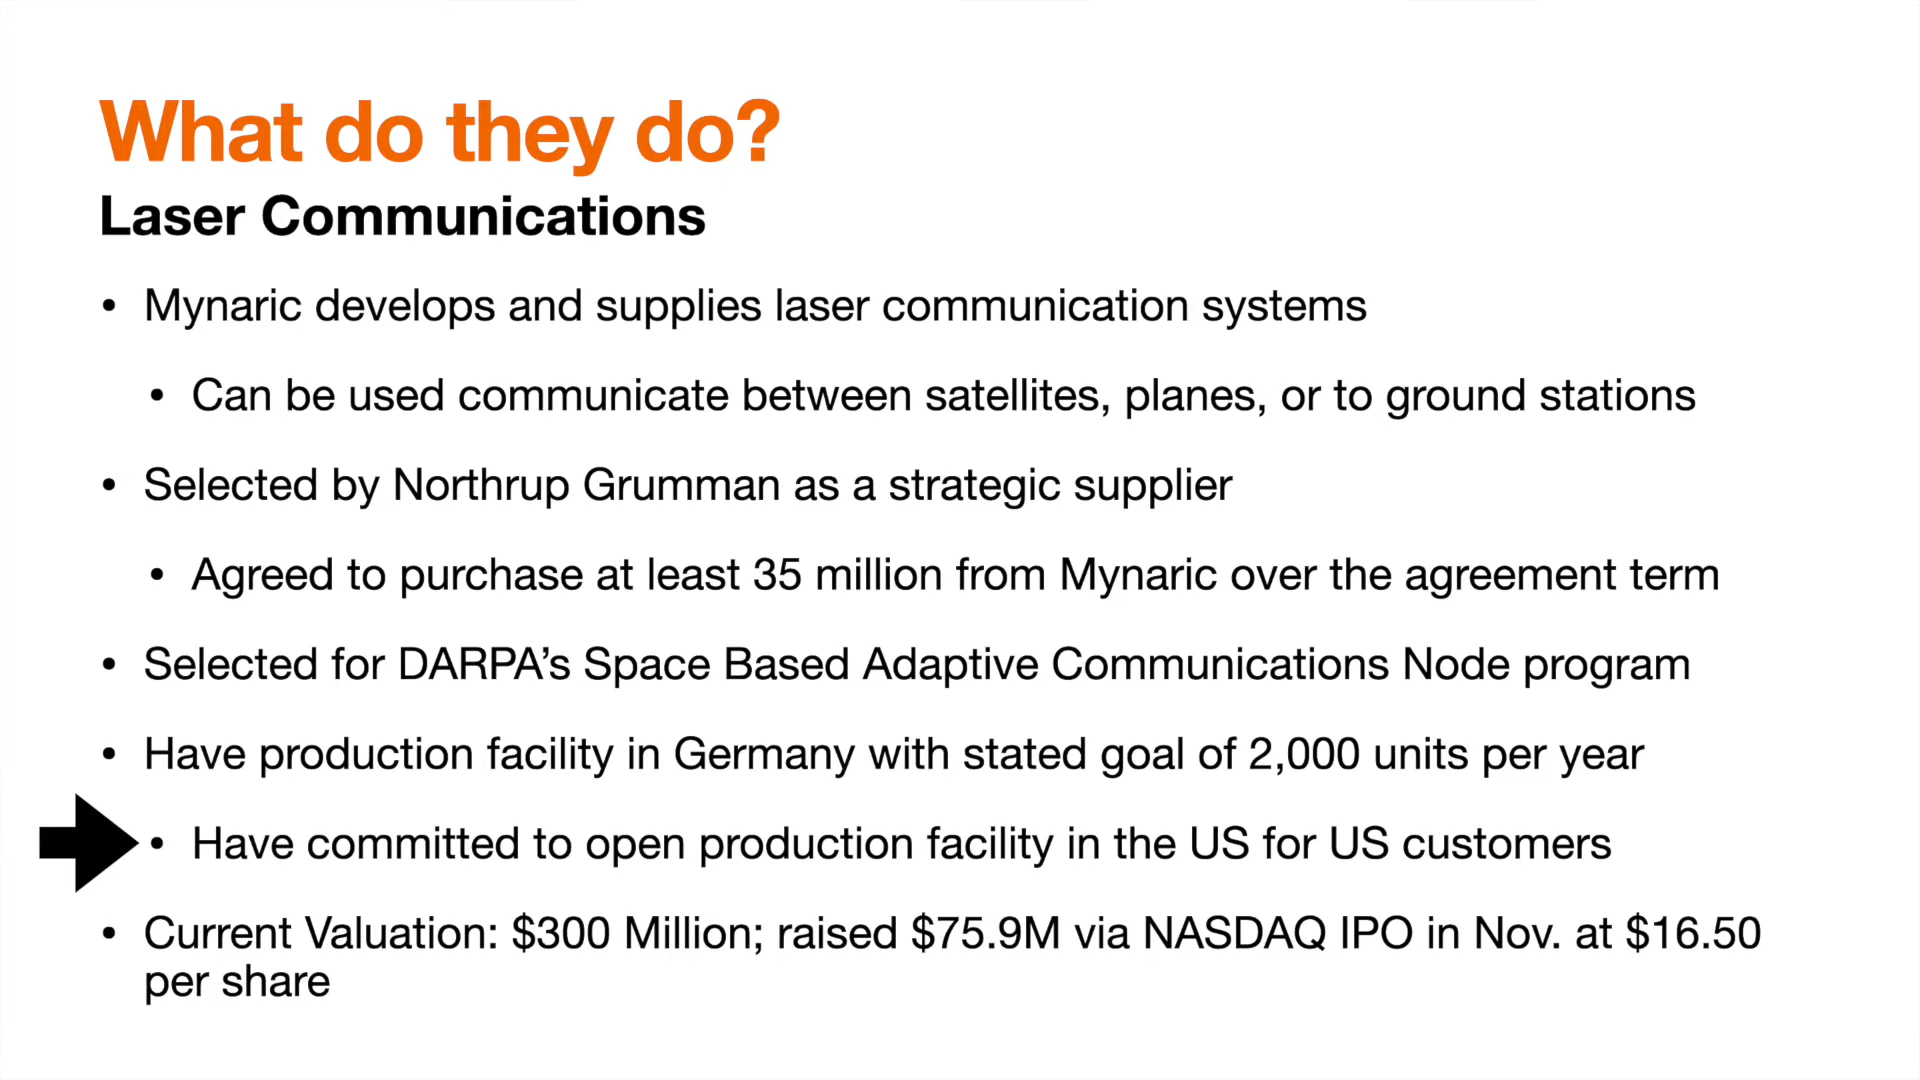 What do they do?
Laser Communications
• Mynaric develops and supplies laser communication systems
• Can be used communicate between satellites, planes, or to ground stations
• Selected by Northrup Grumman as a strategic supplier
• Agreed to purchase at least 35 million from Mynaric over the agreement term
• Selected for DARPA’s Space Based Adaptive Communications Node program
• Have production facility in Germany with stated goal of 2,000 units per year
• Have committed to open production facility in the US for US customers
• Current Valuation: $300 Million; raised $75.9M via NASDAQ IPO in Nov. at $16.50
per share